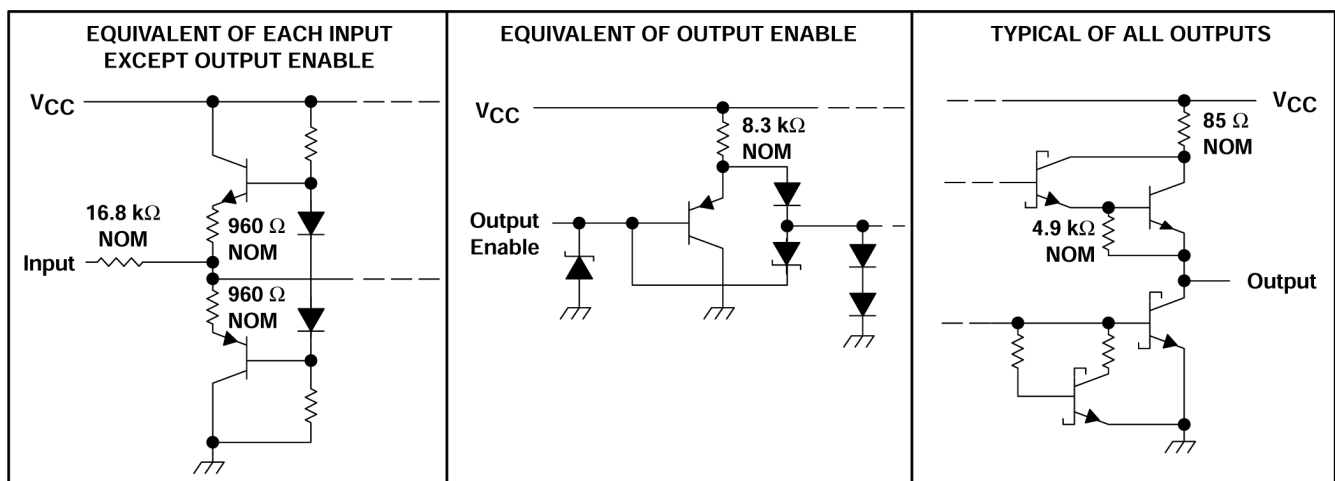 EQUIVALENT OF EACH INPUT
EXCEPT OUTPUT ENABLE
VCC
16.8 kΩ
NOM
960 Ω
NOM
Input
960 Ω
NOM
EQUIVALENT OF OUTPUT ENABLE
VCC
8.3 kΩ
NOM
Output
Enable
TYPICAL OF ALL OUTPUTS
VCC
85 Ω
NOM
4.9 kΩ
NOM
Output